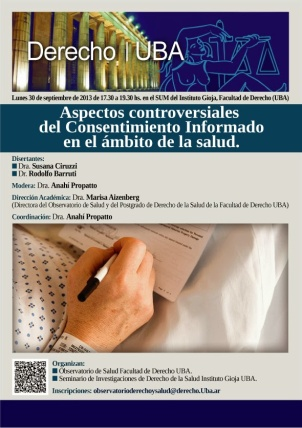 Derecho | UBA
Lunes 30 de septiembre de 2013 de 17.30 a 19.30 hs. en el SUM del Instituto Gioja, Facultad de Derecho (UBA)
Aspectos controversiales
del Consentimiento Informado
en el ámbito de la salud.
Disertantes:
■ Dra. Susana Ciruzzi
■ Dr. Rodolfo Barruti
Modera: Dra. Anahí Propatto
Dirección Académica: Dra. Marisa Aizenberg
(Directora del Observatorio de Salud y del Postgrado de Derecho de la Salud de la Facultad de Derecho UBA)
Coordinación: Dra. Anahí Propatto
Organizan:
■ Observatorio de Salud Facultad de Derecho UBA.
■ Seminario de Investigaciones de Derecho de la Salud Instituto Gioja UBA.
Inscripciones: observatorioderechoysalud@derecho.Uba.ar